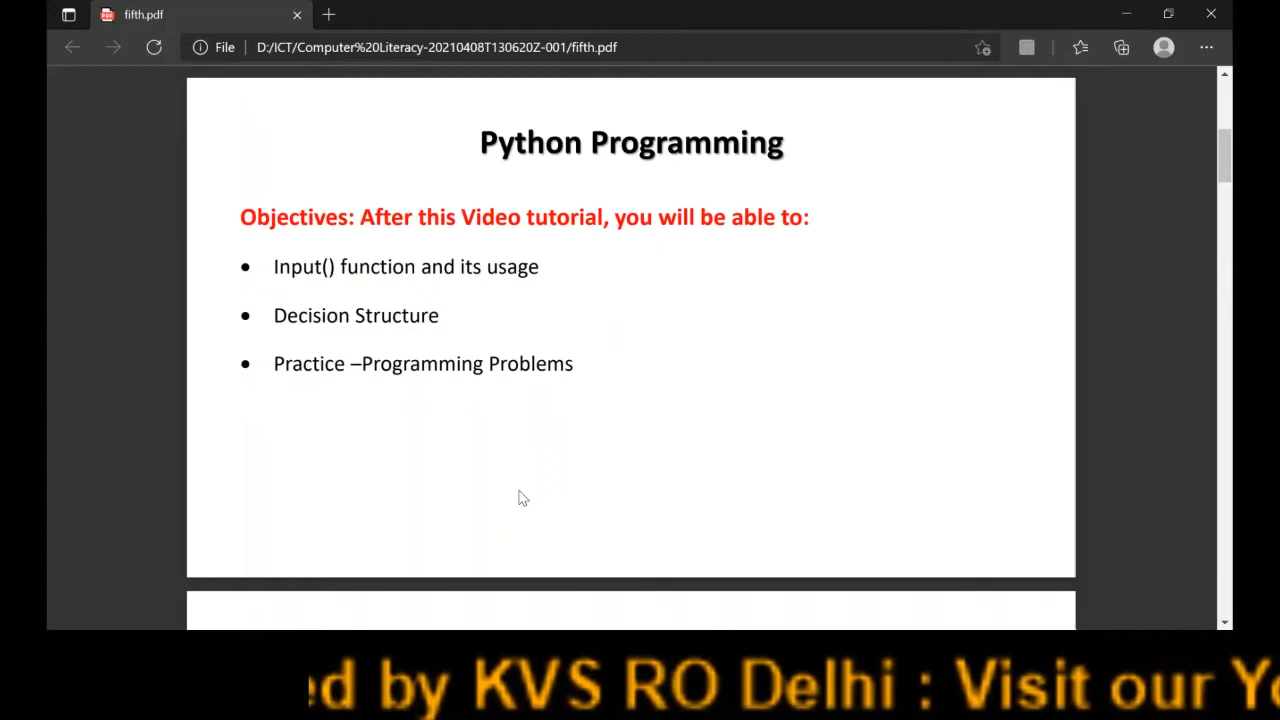 fifth.pdf
File D:/ICT/Computer%20Literacy-20210408T130620Z-001/fifth.pdf
Python Programming
Objectives: After this Video tutorial, you will be able to:
• Input() function and its usage
• Decision Structure
• Practice –Programming Problems
by KVS RO Delhi : Visit our